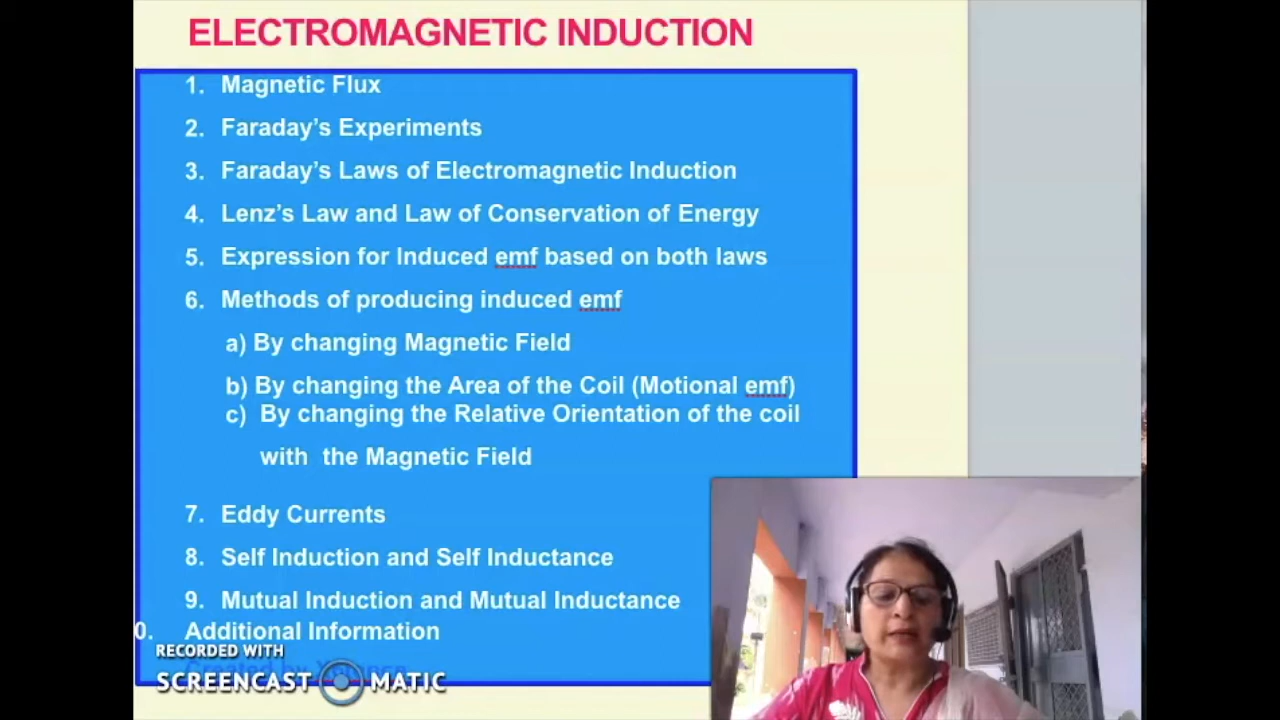 ELECTROMAGNETIC INDUCTION
1. Magnetic Flux
2. Faraday's Experiments
3. Faraday's Laws of Electromagnetic Induction
4. Lenz's Law and Law of Conservation of Energy
5. Expression for Induced emf based on both laws
6. Methods of producing induced emf
a) By changing Magnetic Field
b) By changing the Area of the Coil (Motional emf)
c) By changing the Relative Orientation of the coil
with the Magnetic Field
7. Eddy Currents
8. Self Induction and Self Inductance
9. Mutual Induction and Mutual Inductance
0. Additional Information
Created by
RECORDED WITH
SCREENCAST MATIC